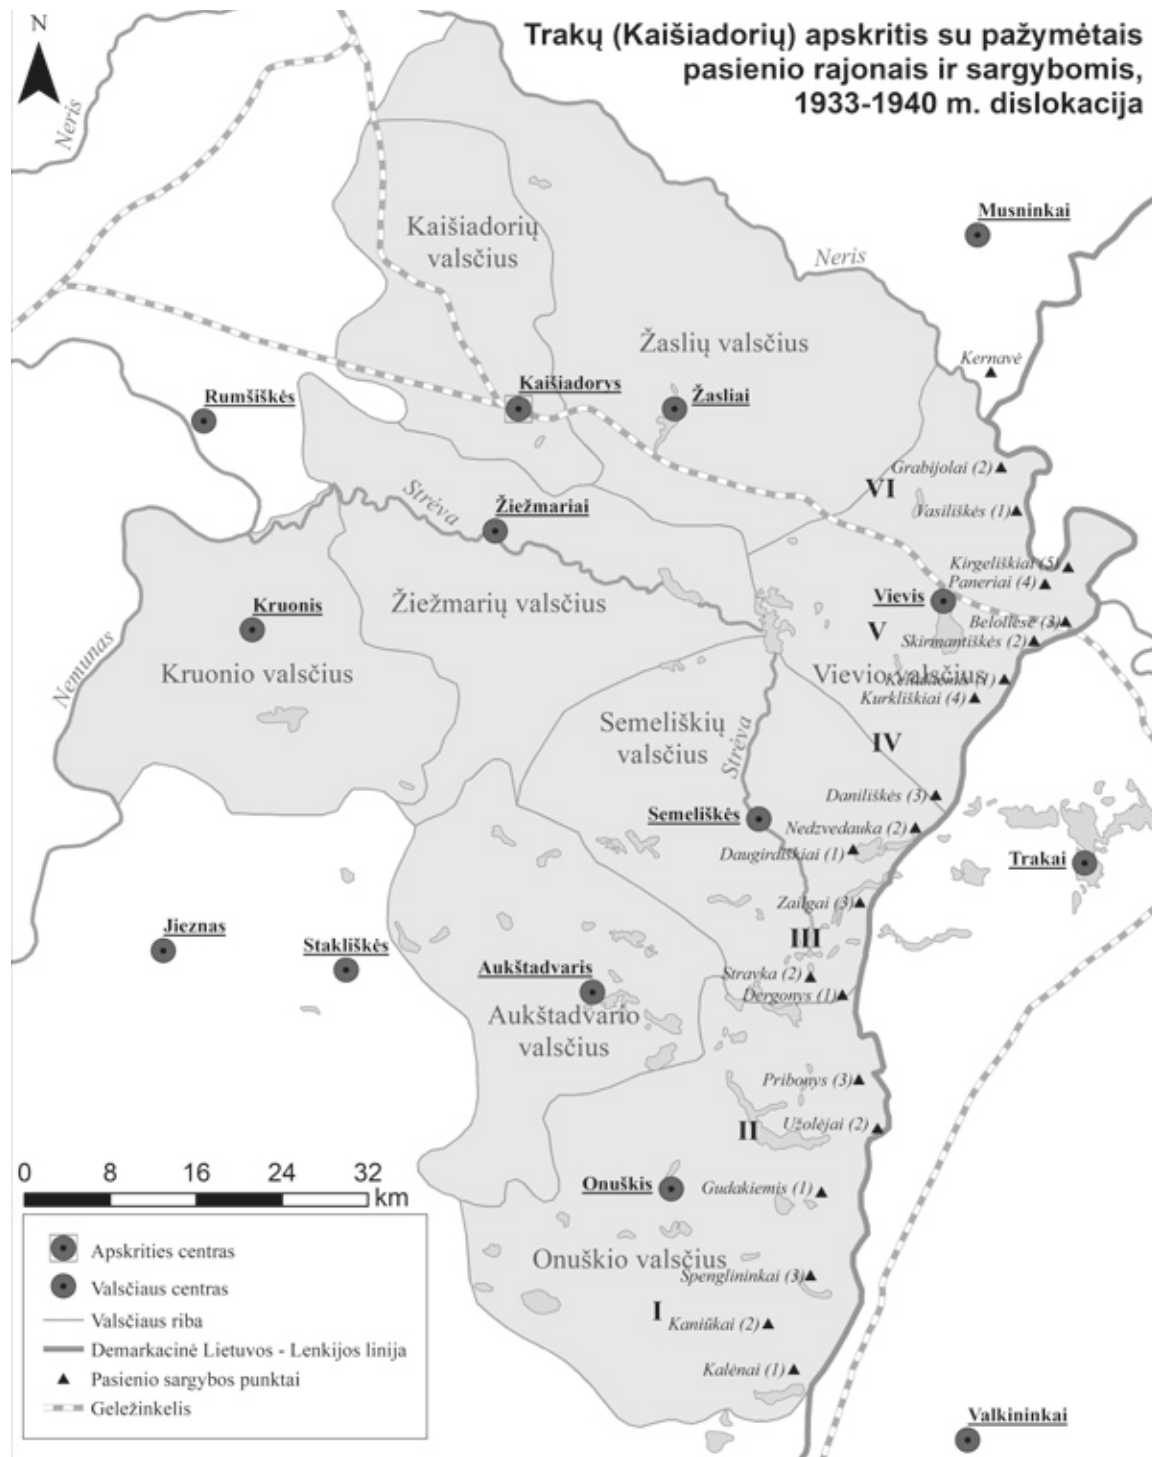 N
Trakų (Kaišiadorių) apskritis su pažymėtais
pasienio rajonais ir sargybomis,
1933-1940 m. dislokacija
Neris
Musninkai
Kaišiadorių
valsčius
Neris
Žaslių valsčius
Kernavė
Kaišiadorys
Žasliai
Rumšiškės
Grabijolai (2)
VI
Strėva
Žiežmariai
Vasiliškės (1)
Kirgeliškiai (5)
Paneriai (4)
Vievis
Kruonis
Žiežmarių valsčius
V
Skirmantiškės (2)
Nemunas
Kruonio valsčius
Vievio valsčius
Kurkliškiai (4)
Semeliškių
valsčius
Strėva
IV
Daniliškės (3)
Semeliškės
Nedzvedauka (2)
Daugirdiškiai (1)
Trakai
Zailgai (3)
Jieznas
Stakliškės
III
Aukštadvaris
Stravka (2)
Dergonys (1)
Aukštadvario
valsčius
Pribonys (3)
II
Užolėjai (2)
0 8 16 24 32
km
Onuškis
Gudakiemis (1)
Onuškio valsčius
Spenglininkai (3)
I
Kaniūkai (2)
Kalėnai (1)
Valkininkai
Apskrities centras
Valsčiaus centras
Valsčiaus riba
Demarkacinė Lietuvos - Lenkijos linija
Pasienio sargybos punktai
Geležinkelis